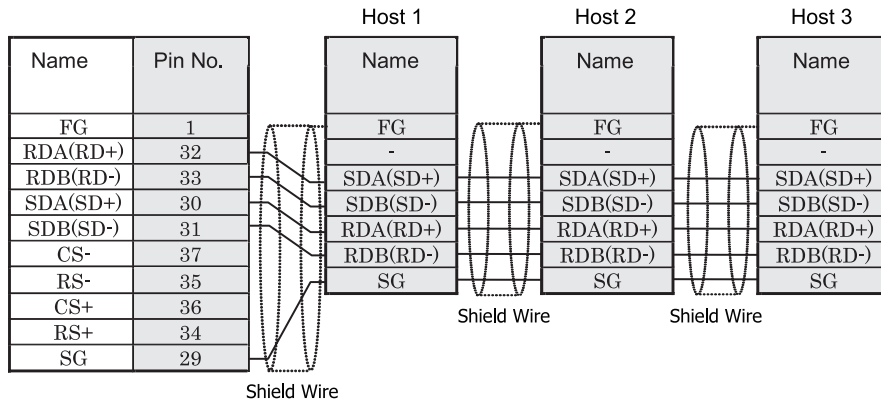 Host 1 Host 2 Host 3
Name Pin No. Name Name Name
FG 1 FG FG FG
RDA(RD+) 32 - - -
RDB(RD-) 33 SDA(SD+) SDA(SD+) SDA(SD+)
SDA(SD+) 30 SDB(SD-) SDB(SD-) SDB(SD-)
SDB(SD-) 31 RDA(RD+) RDA(RD+) RDA(RD+)
CS- 37 RDB(RD-) RDB(RD-) RDB(RD-)
RS- 35 SG SG SG
CS+ 36
RS+ 34
SG 29
Shield Wire Shield Wire
Shield Wire